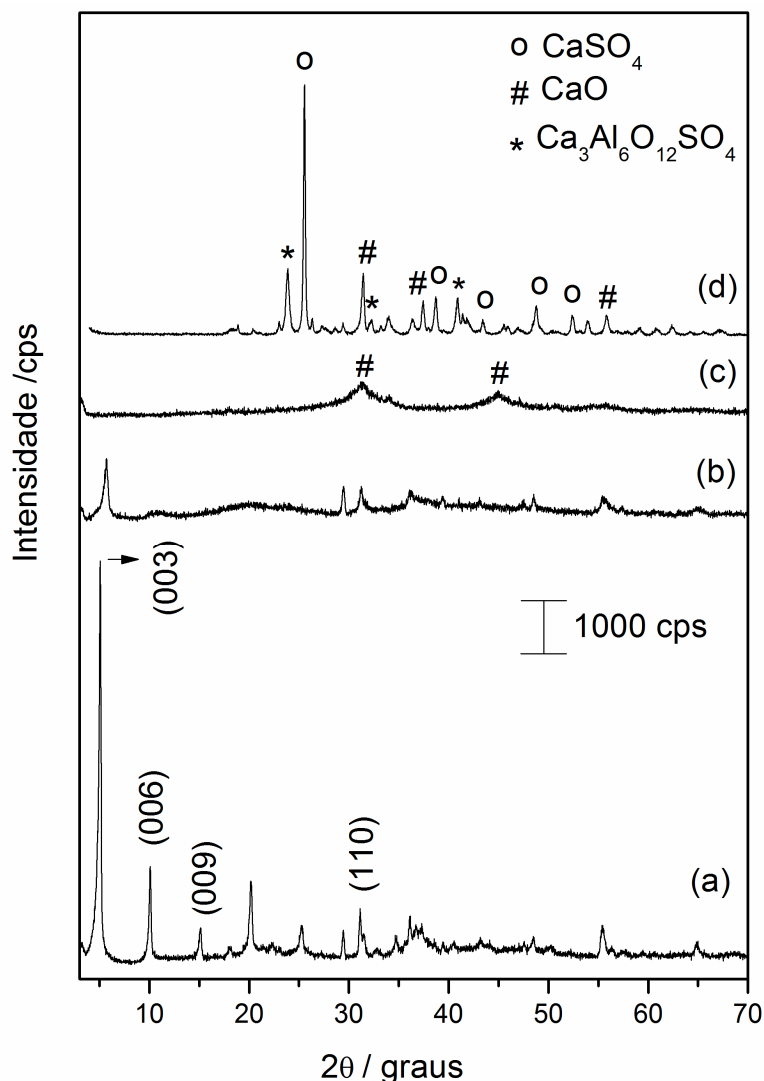 o CaSO4
# CaO
* Ca3Al6O12SO4
o
*
#
*
#
o
*
o
o
o
#
(d)
#
#
(c)
(b)
(003)
1000 cps
(006)
(009)
(110)
(a)
Intensidade /cps
10 20 30 40 50 60 70
2θ / graus